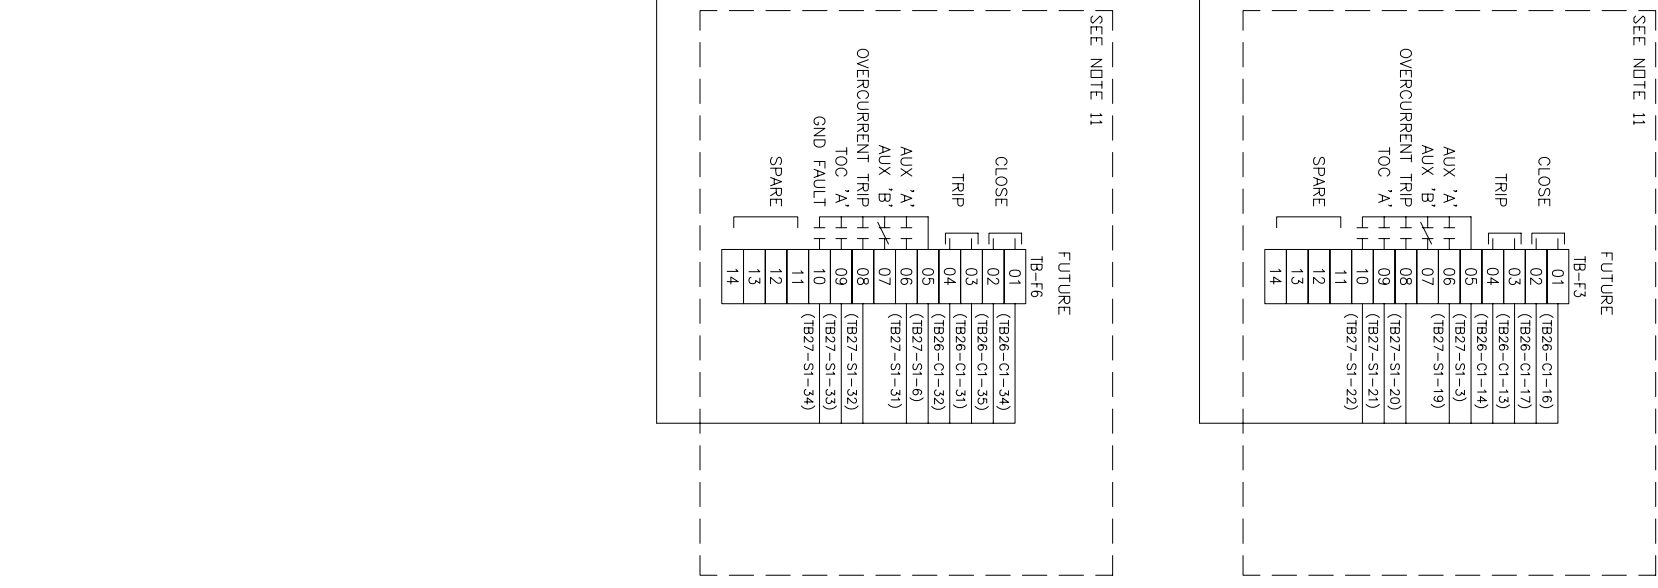 SEE NOTE 11
FUTURE
TB-F3
01 (TB26-C1-16)
CLOSE
02 (TB26-C1-17)
03 (TB26-C1-13)
TRIP
04 (TB26-C1-14)
05 (TB27-S1-3)
AUX 'A' 06 (TB27-S1-19)
AUX 'B' 07
OVERCURRENT TRIP 08 (TB27-S1-20)
TOC 'A' 09 (TB27-S1-21)
10 (TB27-S1-22)
11
SPARE 12
13
14
SEE NOTE 11
FUTURE
TB-F6
01 (TB26-C1-34)
CLOSE
02 (TB26-C1-35)
03 (TB26-C1-31)
TRIP
04 (TB26-C1-32)
05 (TB27-S1-6)
AUX 'A' 06 (TB27-S1-31)
AUX 'B' 07
OVERCURRENT TRIP 08 (TB27-S1-32)
TOC 'A' 09 (TB27-S1-33)
GND FAULT 10 (TB27-S1-34)
11
SPARE 12
13
14